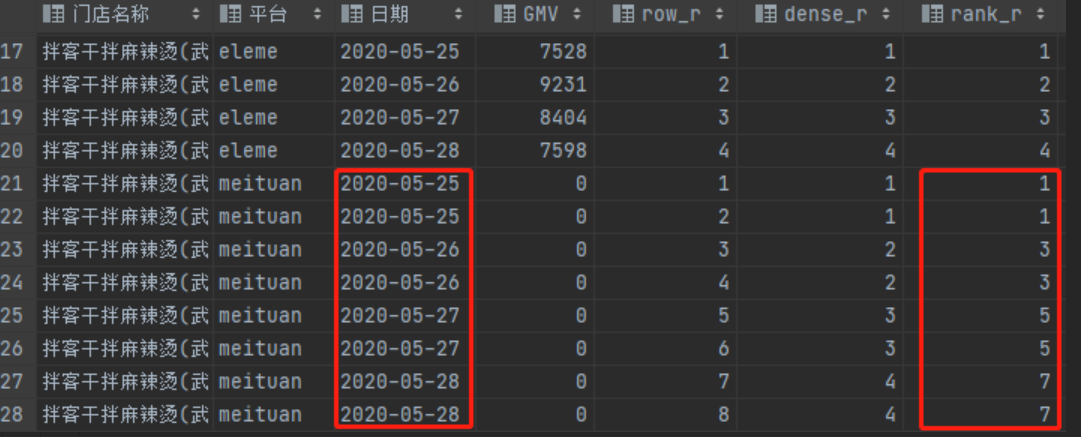 门店名称 平台 日期 GMV row_r dense_r rank_r
17 拌客干拌麻辣烫(武 eleme 2020-05-25 7528 1 1 1
18 拌客干拌麻辣烫(武 eleme 2020-05-26 9231 2 2 2
19 拌客干拌麻辣烫(武 eleme 2020-05-27 8404 3 3 3
20 拌客干拌麻辣烫(武 eleme 2020-05-28 7598 4 4 4
21 拌客干拌麻辣烫(武 meituan 2020-05-25 0 1 1 1
22 拌客干拌麻辣烫(武 meituan 2020-05-25 0 2 1 1
23 拌客干拌麻辣烫(武 meituan 2020-05-26 0 3 2 3
24 拌客干拌麻辣烫(武 meituan 2020-05-26 0 4 2 3
25 拌客干拌麻辣烫(武 meituan 2020-05-27 0 5 3 5
26 拌客干拌麻辣烫(武 meituan 2020-05-27 0 6 3 5
27 拌客干拌麻辣烫(武 meituan 2020-05-28 0 7 4 7
28 拌客干拌麻辣烫(武 meituan 2020-05-28 0 8 4 7